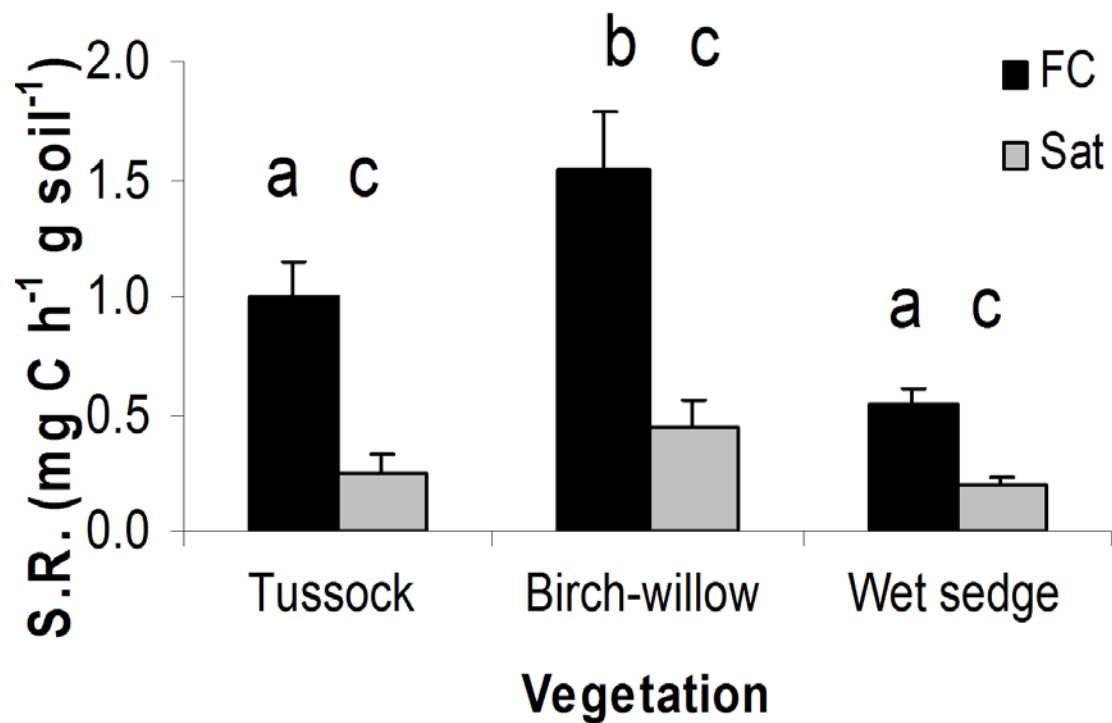 S.R. (mg C h⁻¹ g soil⁻¹)
2.0
1.5
1.0
0.5
0.0
a c
b c
a c
FC
Sat
Tussock Birch-willow Wet sedge
Vegetation